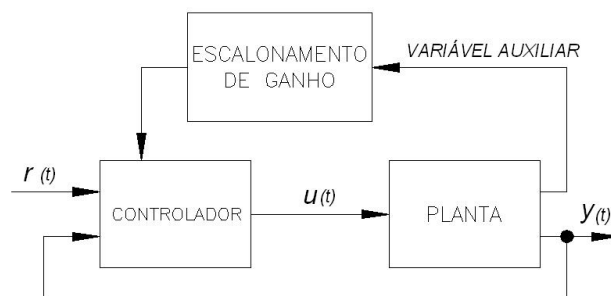 ESCALONAMENTO
DE GANHO
VARIÁVEL AUXILIAR
r (t)
CONTROLADOR
u(t)
PLANTA
y(t)